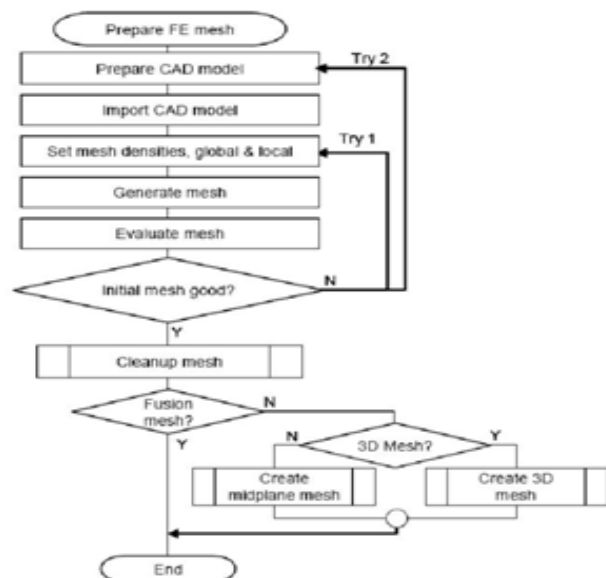 Prepare FE mesh
Try 2
Prepare CAD model
Import CAD model
Try 1
Set mesh densities, global & local
Generate mesh
Evaluate mesh
N
Initial mesh good?
Y
Cleanup mesh
N
Fusion
mesh?
Y
N
3D Mesh?
Y
Create
midplane mesh
Create 3D
mesh
End